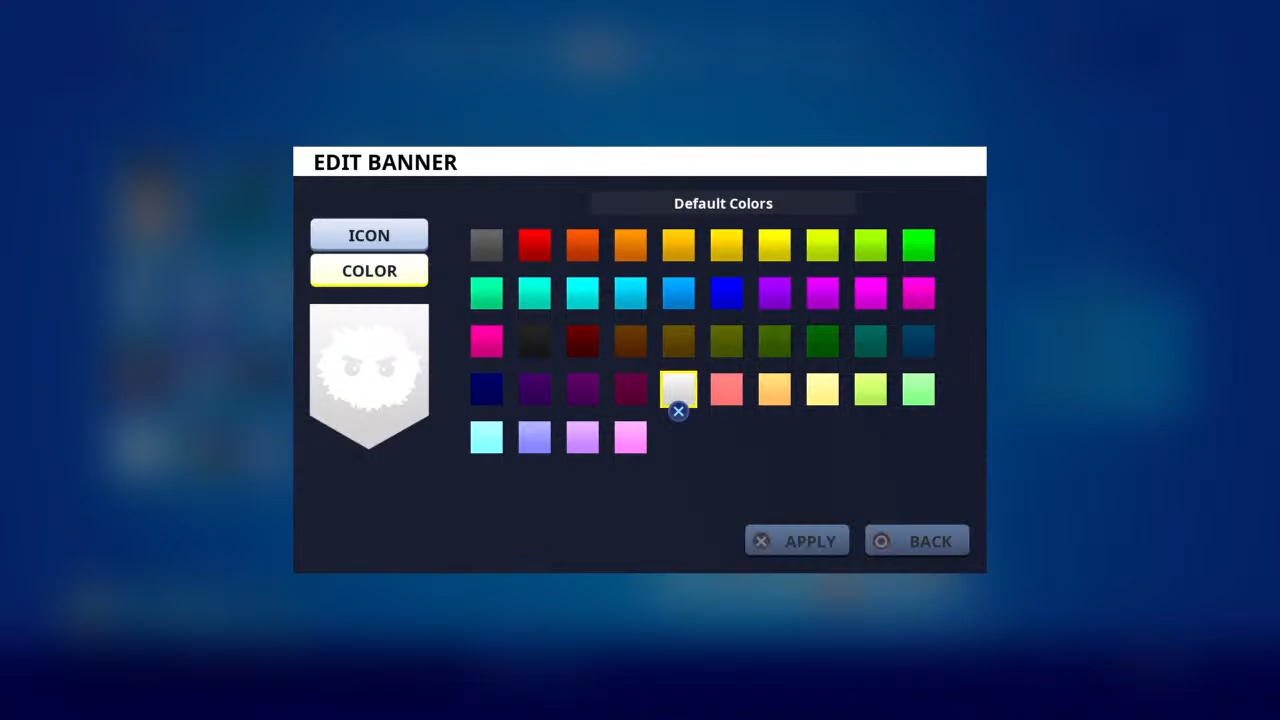 EDIT BANNER
Default Colors
ICON
COLOR
APPLY
BACK